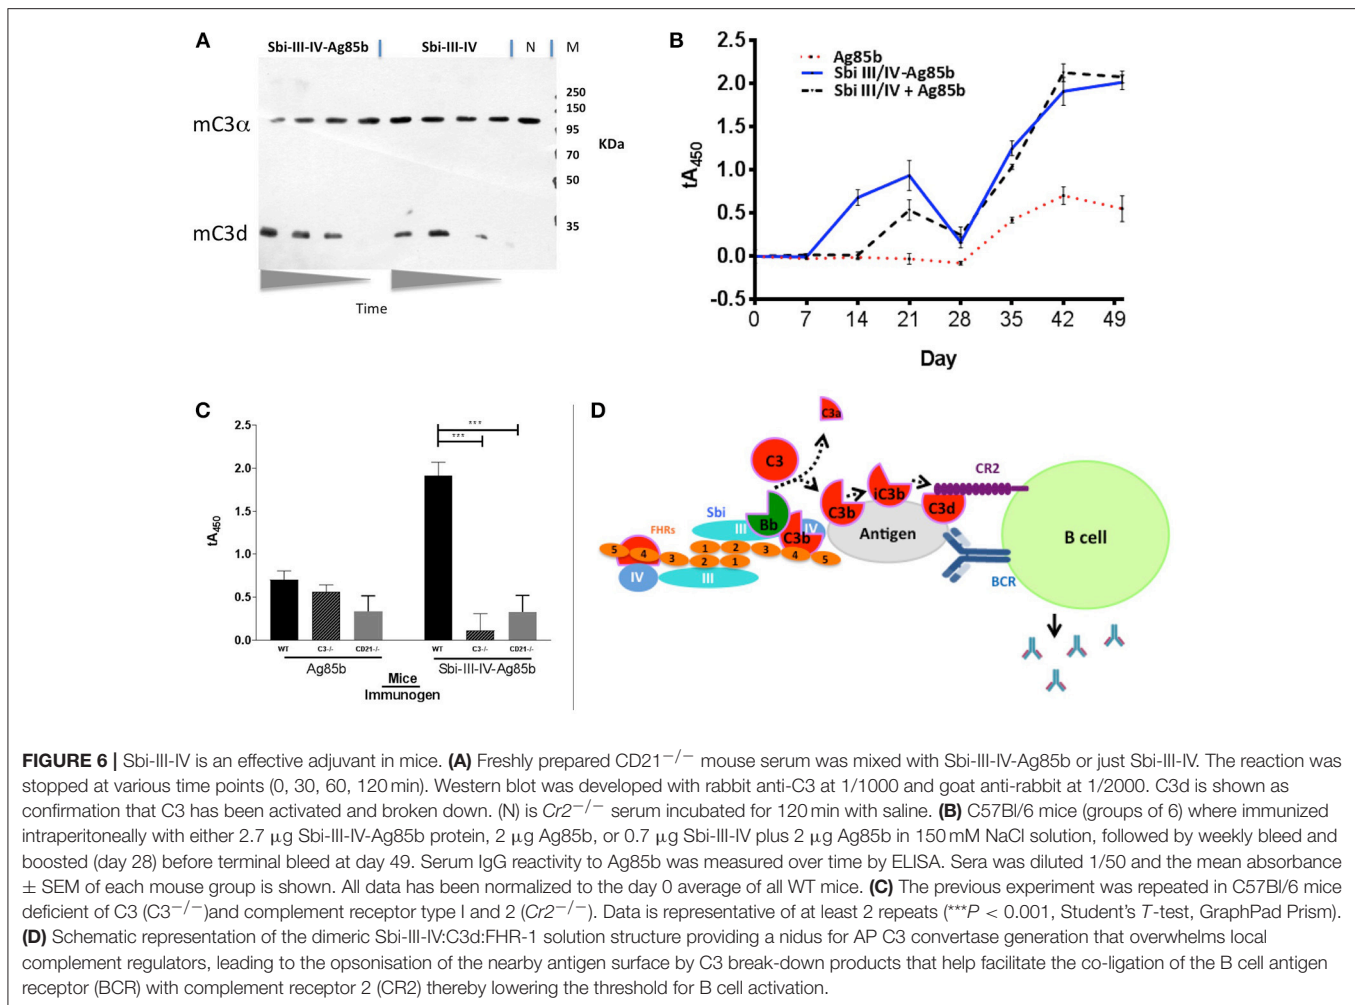 A
Sbi-III-IV-Ag85b
Sbi-III-IV
N
M
mC3α
mC3d
250
150
95
70
50
35
KDa
Time
B
Ag85b
Sbi III/IV-Ag85b
Sbi III/IV + Ag85b
tA450
2.5
2.0
1.5
1.0
0.5
0.0
-0.5
0 7 14 21 28 35 42 49
Day
C
tA450
2.5
2.0
1.5
1.0
0.5
0.0
***
***
WT C3-/- CD21-/- WT C3-/- CD21-/-
Ag85b Sbi-III-IV-Ag85b
Mice
Immunogen
D
C3a
C3
CR2
iC3b
C3b
C3d
Sbi
Bb
III
IV
C3b
Antigen
B cell
FHRs
5 4 3 1 2 3 4 5
2 1
IV
III
BCR
FIGURE 6 | Sbi-III-IV is an effective adjuvant in mice. (A) Freshly prepared CD21−/− mouse serum was mixed with Sbi-III-IV-Ag85b or just Sbi-III-IV. The reaction was
stopped at various time points (0, 30, 60, 120 min). Western blot was developed with rabbit anti-C3 at 1/1000 and goat anti-rabbit at 1/2000. C3d is shown as
confirmation that C3 has been activated and broken down. (N) is Cr2−/− serum incubated for 120 min with saline. (B) C57Bl/6 mice (groups of 6) where immunized
intraperitoneally with either 2.7 μg Sbi-III-IV-Ag85b protein, 2 μg Ag85b, or 0.7 μg Sbi-III-IV plus 2 μg Ag85b in 150 mM NaCl solution, followed by weekly bleed and
boosted (day 28) before terminal bleed at day 49. Serum IgG reactivity to Ag85b was measured over time by ELISA. Sera was diluted 1/50 and the mean absorbance
± SEM of each mouse group is shown. All data has been normalized to the day 0 average of all WT mice. (C) The previous experiment was repeated in C57Bl/6 mice
deficient of C3 (C3−/−)and complement receptor type I and 2 (Cr2−/−). Data is representative of at least 2 repeats (***P < 0.001, Student's T-test, GraphPad Prism).
(D) Schematic representation of the dimeric Sbi-III-IV:C3d:FHR-1 solution structure providing a nidus for AP C3 convertase generation that overwhelms local
complement regulators, leading to the opsonisation of the nearby antigen surface by C3 break-down products that help facilitate the co-ligation of the B cell antigen
receptor (BCR) with complement receptor 2 (CR2) thereby lowering the threshold for B cell activation.